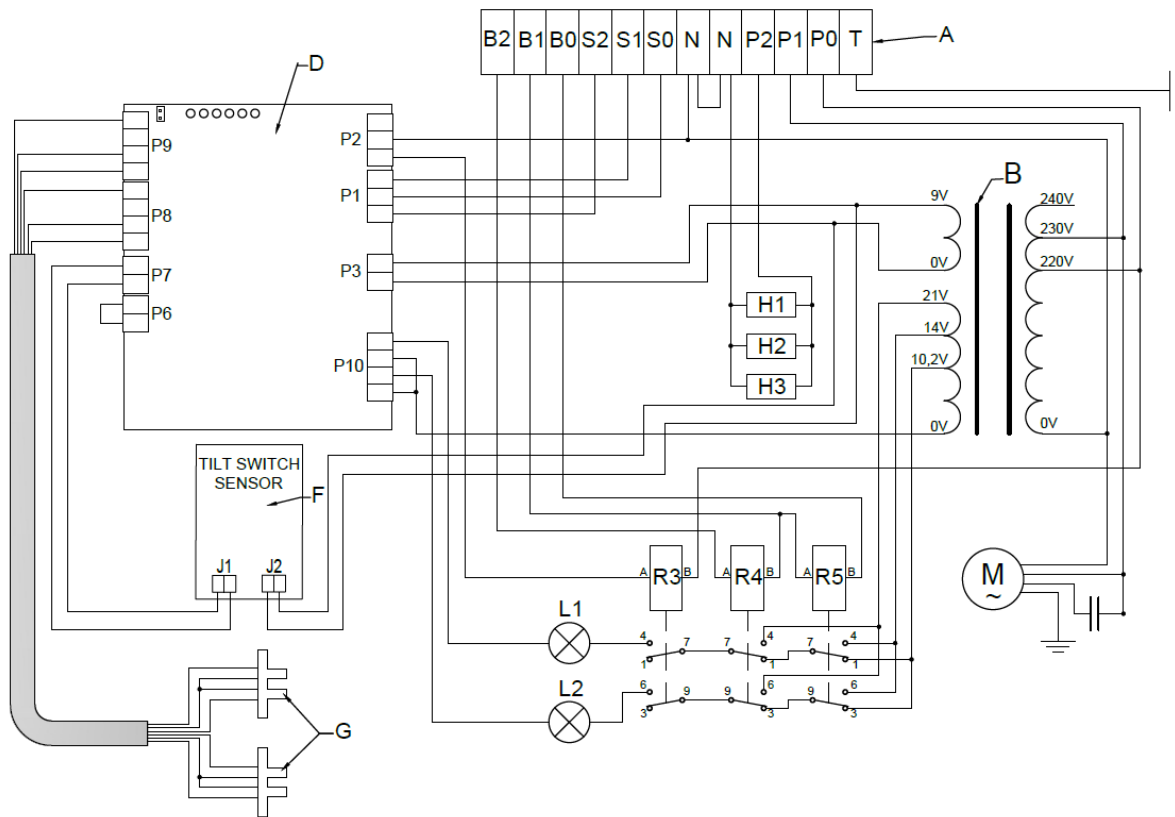 B2 B1 B0 S2 S1 S0 N N P2 P1 P0 T
A
D
P9
P8
P7
P6
P2
P1
P3
P10
B
9V
0V
21V
14V
10,2V
0V
240V
230V
220V
0V
H1
H2
H3
TILT SWITCH
SENSOR
F
J1 J2
A R3 B A R4 B A R5 B
M
~
L1
4 7 4 7 4
1 1 1
L2
6 9 6 9 6
3 3 3
G